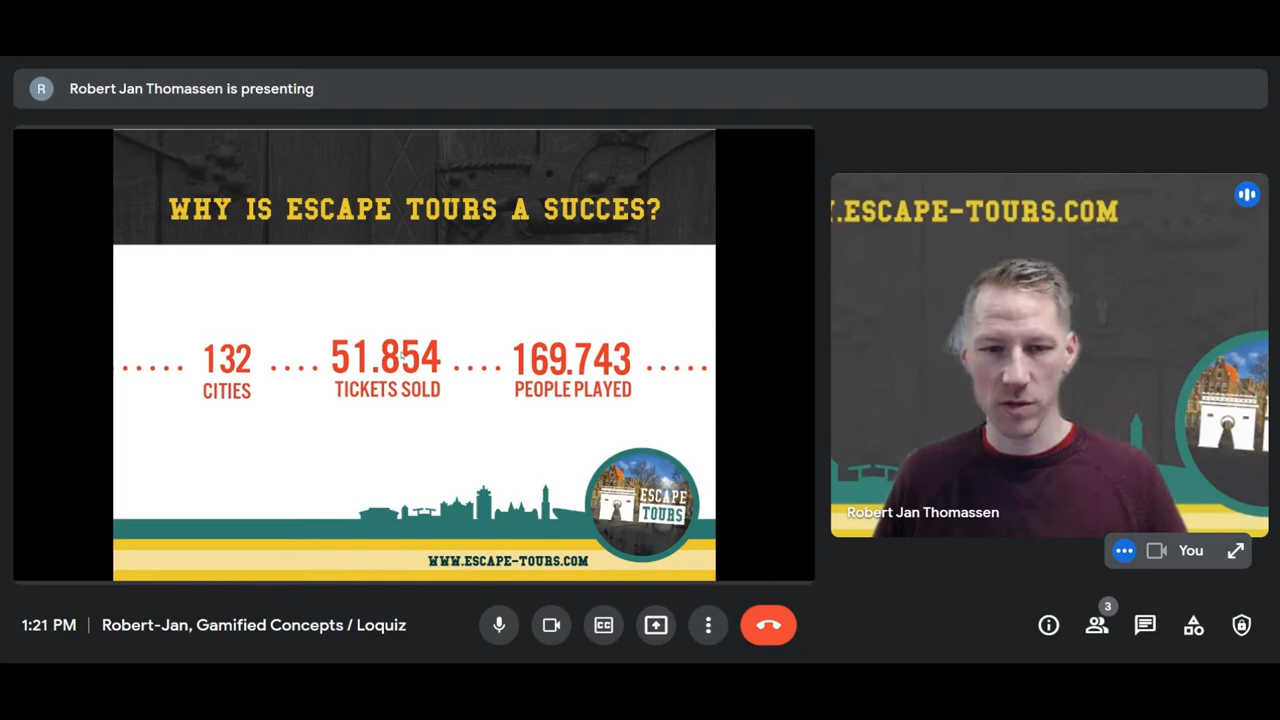 R
Robert Jan Thomassen is presenting
WHY IS ESCAPE TOURS A SUCCES?
132
CITIES
51.854
TICKETS SOLD
169.743
PEOPLE PLAYED
ESCAPE
TOURS
WWW.ESCAPE-TOURS.COM
.ESCAPE-TOURS.COM
Robert Jan Thomassen
You
1:21 PM
Robert-Jan, Gamified Concepts / Loquiz
CC
3